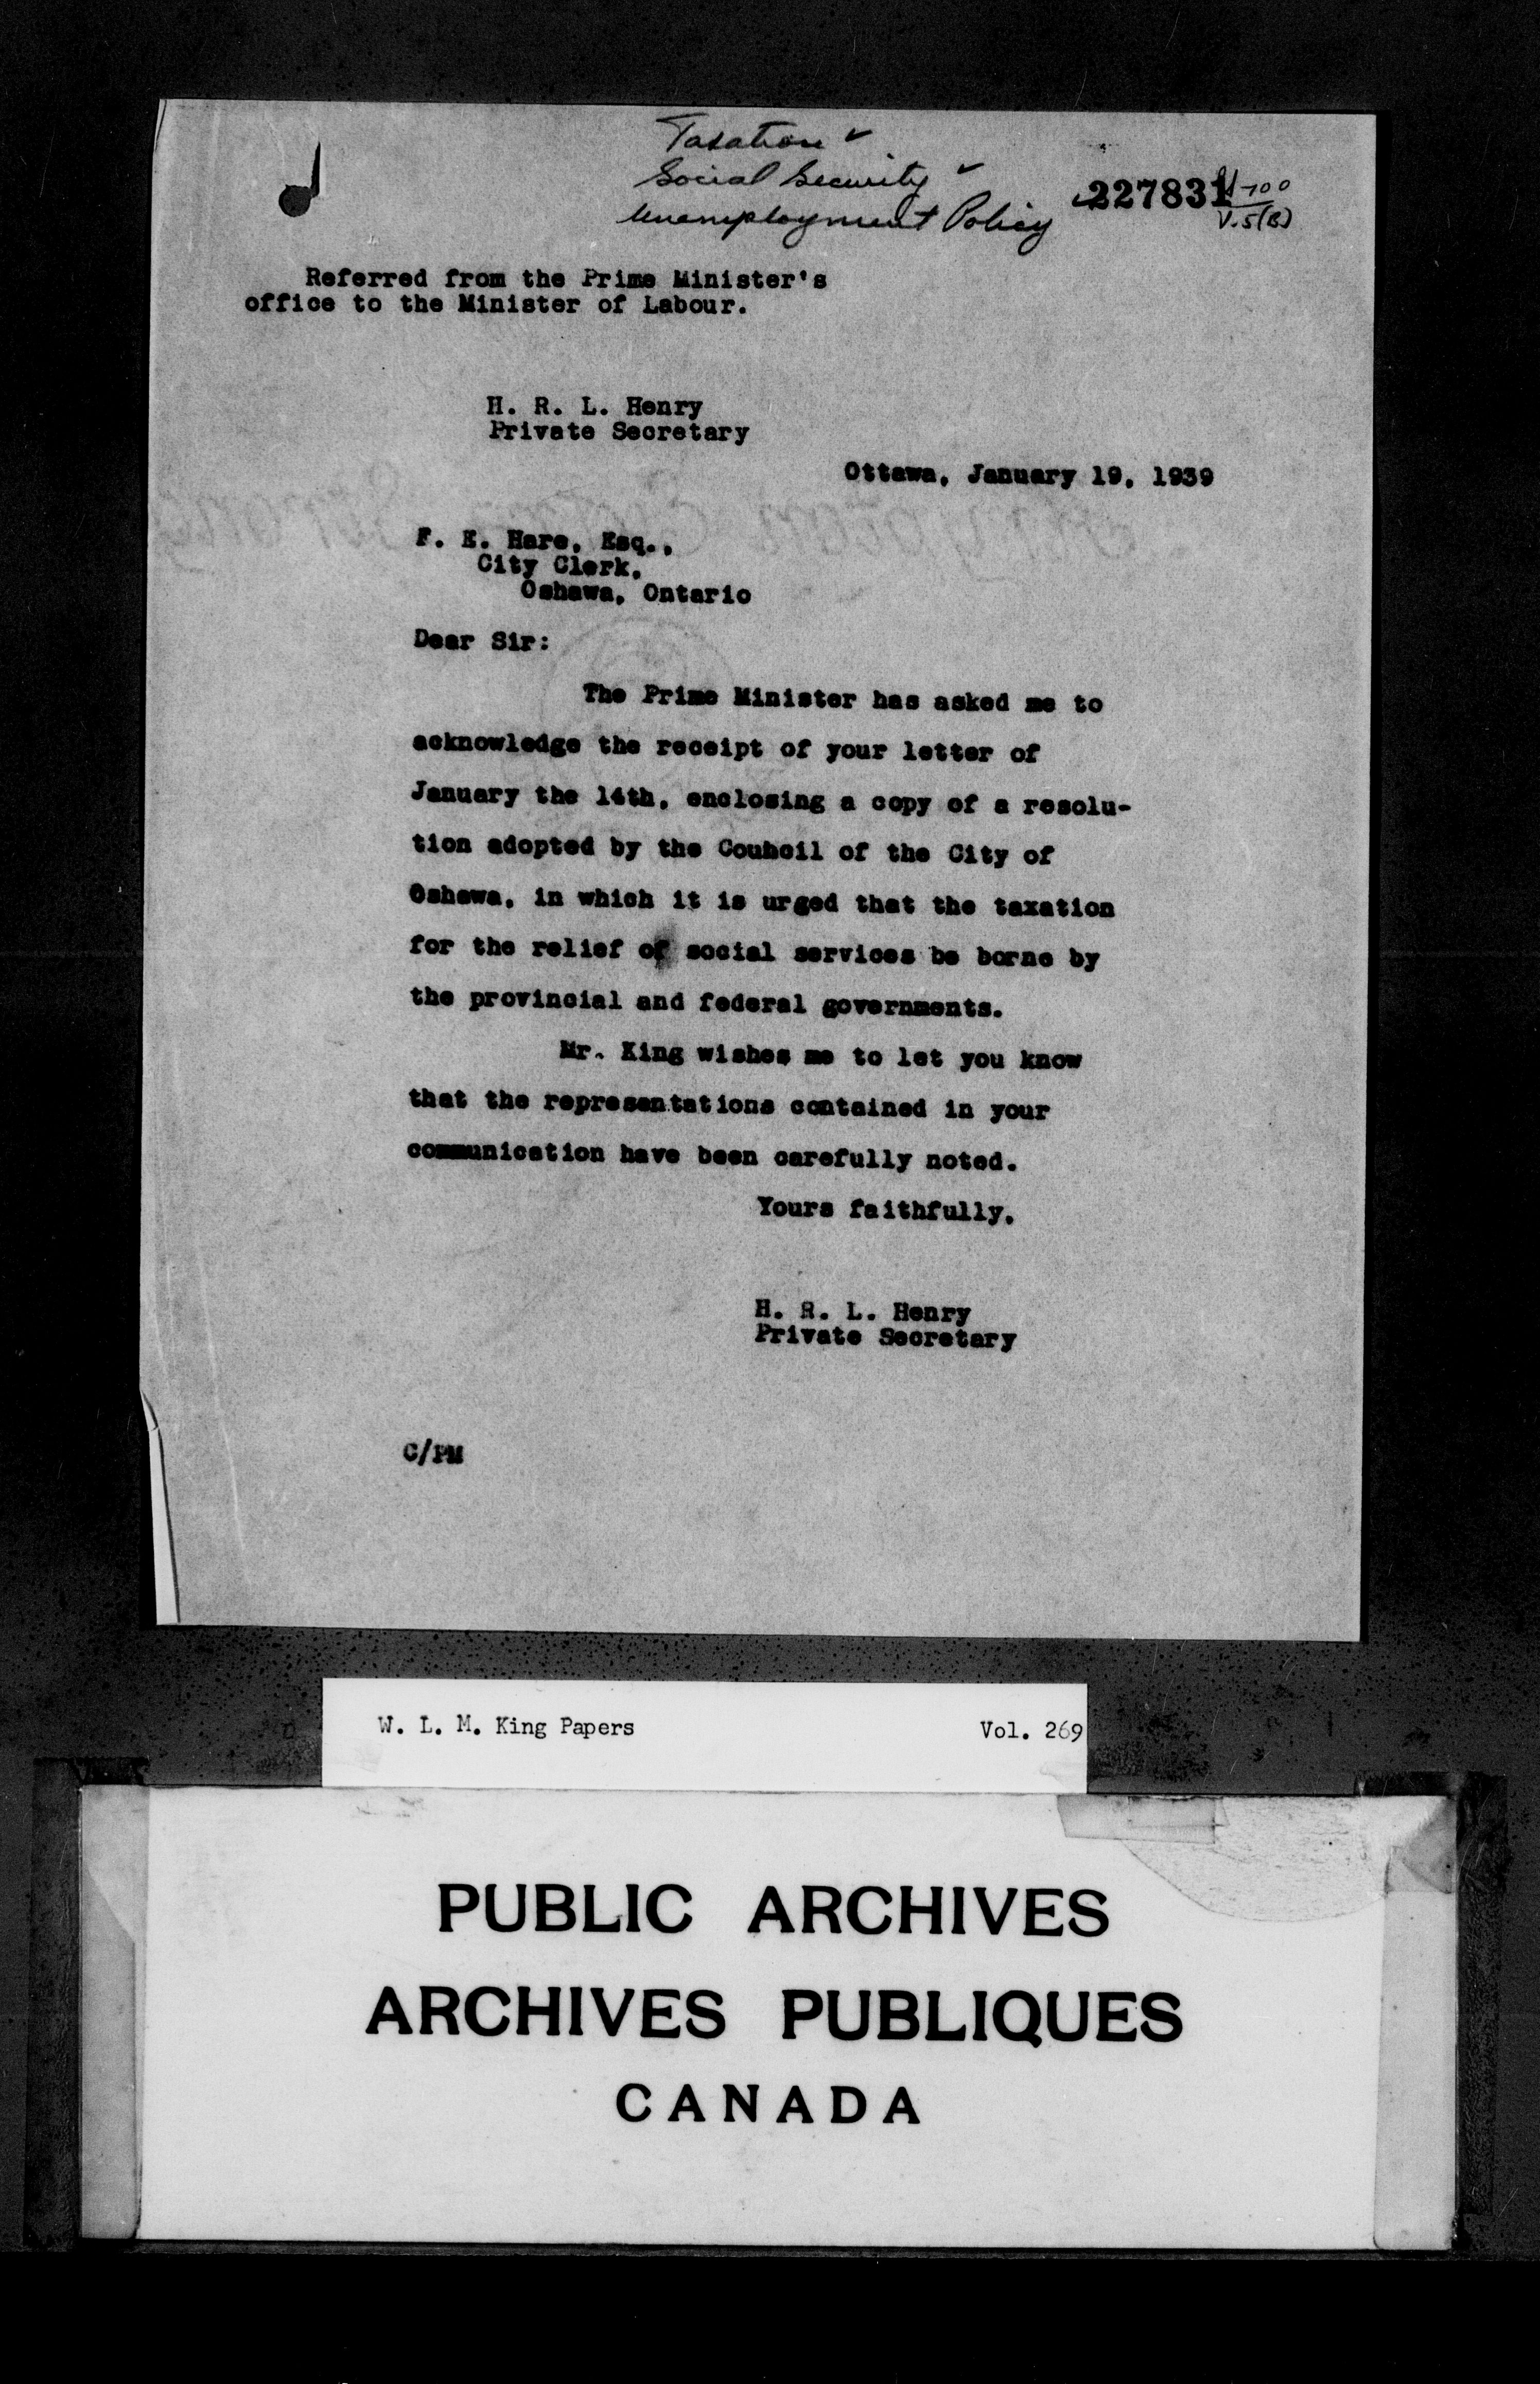 Taxation ✓
Social Security ✓
Unemployment Policy ✓
227831
V.5(B)
Referred from the Prime Minister's
office to the Minister of Labour.
H. R. L. Henry
Private Secretary
Ottawa, January 19, 1939
F. E. Hare, Esq.,
City Clerk,
Oshawa, Ontario
Dear Sir:
The Prime Minister has asked me to
acknowledge the receipt of your letter of
January the 14th, enclosing a copy of a resolu-
tion adopted by the Couhcil of the City of
Oshawa, in which it is urged that the taxation
for the relief of social services be borne by
the provincial and federal governments.
Mr. King wishes me to let you know
that the representations contained in your
communication have been carefully noted.
Yours faithfully,
H. R. L. Henry
Private Secretary
C/PM
W. L. M. King Papers Vol. 269
PUBLIC ARCHIVES
ARCHIVES PUBLIQUES
CANADA